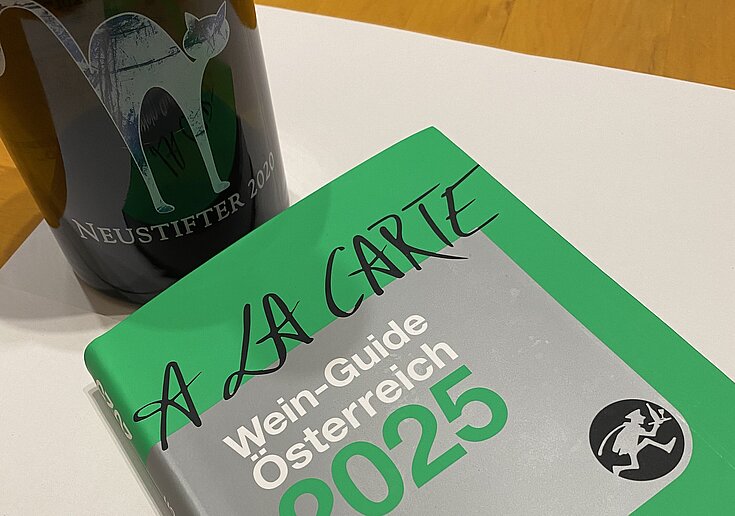 NEUSTIFTER 2020
A LA CARTE
Wein-Guide
Österreich
2025